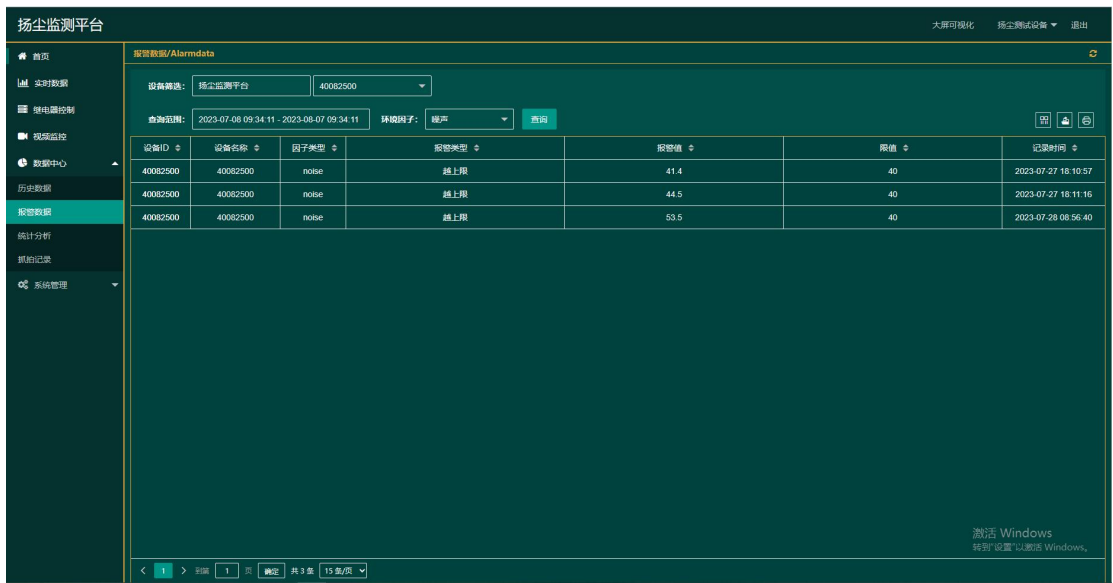 扬尘监测平台
大屏可视化 扬尘测试设备 退出
首页
报警数据/Alarmdata
实时数据
设备筛选: 扬尘监测平台 40082500
继电器控制
查询范围: 2023-07-08 09:34:11 - 2023-08-07 09:34:11 环境因子: 噪声 查询
视频监控
设备ID 设备名称 因子类型 报警类型 报警值 限值 记录时间
数据中心
40082500 40082500 noise 越上限 41.4 40 2023-07-27 18:10:57
历史数据
40082500 40082500 noise 越上限 44.5 40 2023-07-27 18:11:16
报警数据
40082500 40082500 noise 越上限 53.5 40 2023-07-28 08:56:40
统计分析
抓拍记录
系统管理
激活 Windows
转到"设置"以激活 Windows。
1 到第 1 页 确定 共 3 条 15 条/页